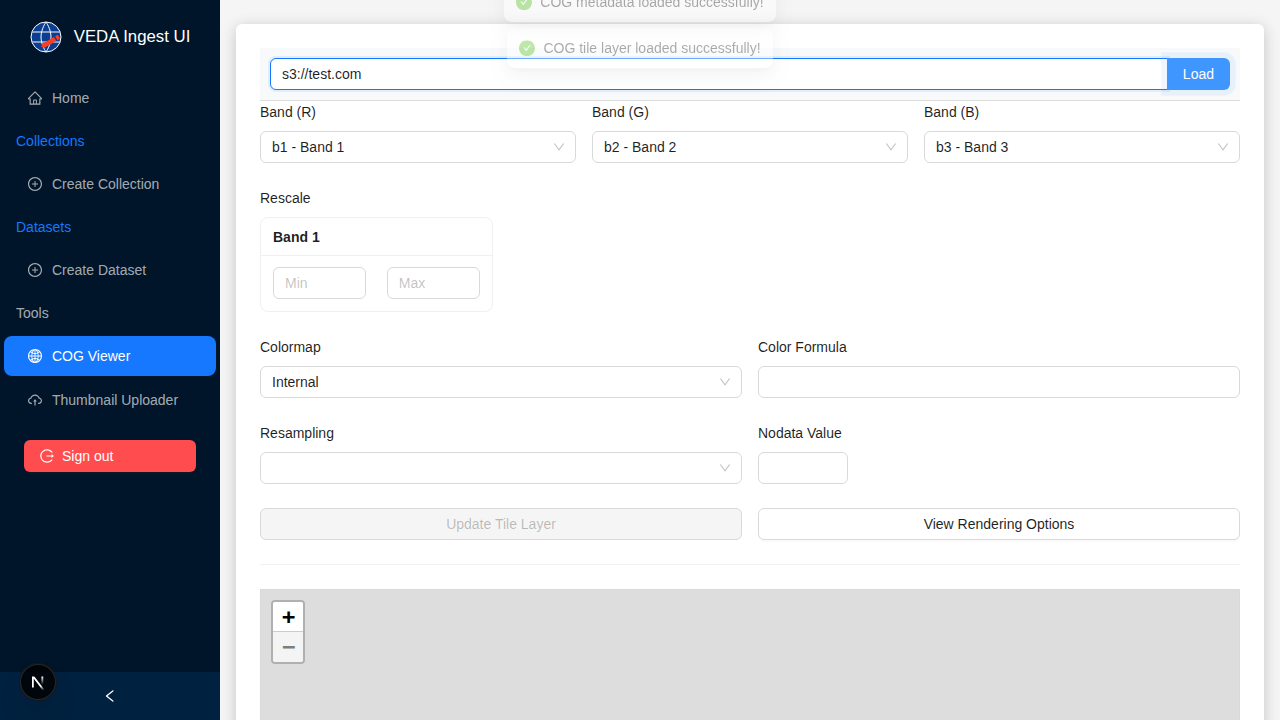 VEDA Ingest UI
Home
Collections
Create Collection
Datasets
Create Dataset
Tools
COG Viewer
Thumbnail Uploader
Sign out
COG metadata loaded successfully!
COG tile layer loaded successfully!
s3://test.com
Load
Band (R)
Band (G)
Band (B)
b1 - Band 1
b2 - Band 2
b3 - Band 3
Rescale
Band 1
Min
Max
Colormap
Color Formula
Internal
Resampling
Nodata Value
Update Tile Layer
View Rendering Options
+
−